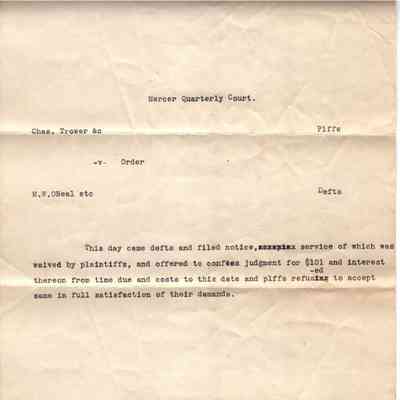 Mercer Quarterly Court.
Chas. Trower &c Plffs
-v- Order
M.W.ONeal etc Defts
This day came defts and filed notice, service of which was
waived by plaintiffs, and offered to confess judgment for $101 and interest
-ed
thereon from time due and costs to this date and plffs refus to accept
same in full satisfaction of their demands.